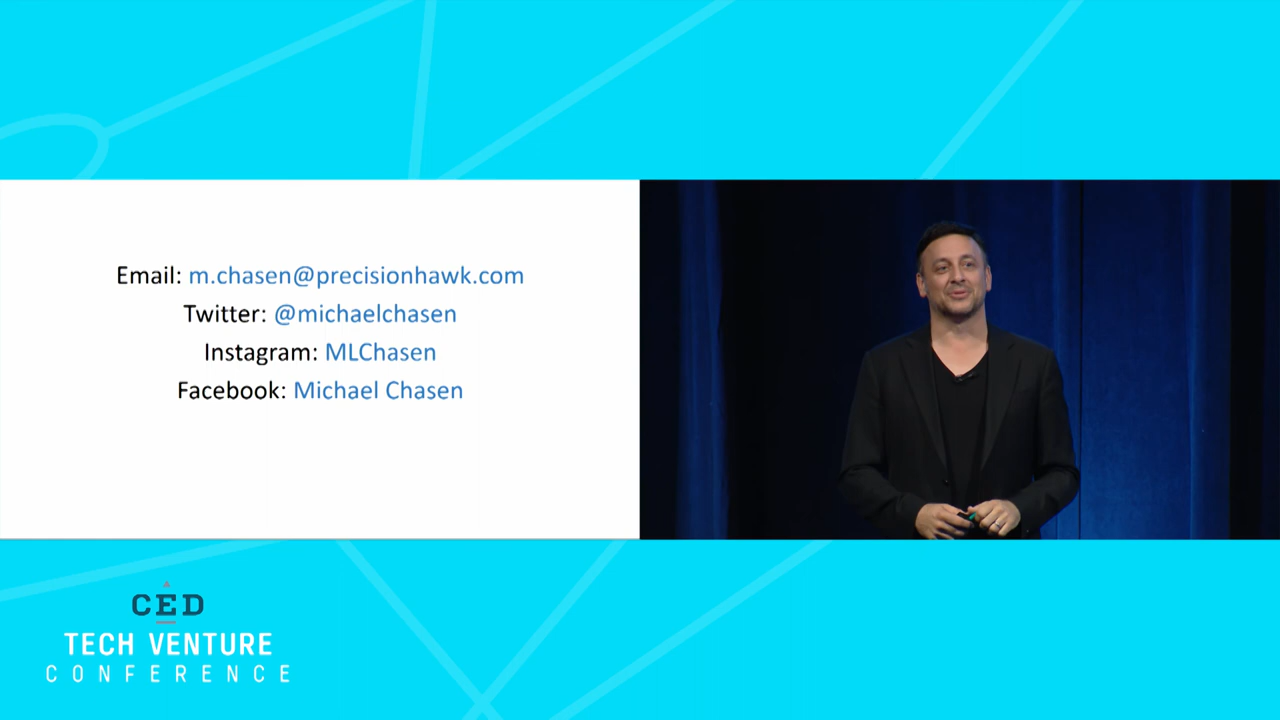 Email: m.chasen@precisionhawk.com
Twitter: @michaelchasen
Instagram: MLChasen
Facebook: Michael Chasen
CED
TECH VENTURE
CONFERENCE